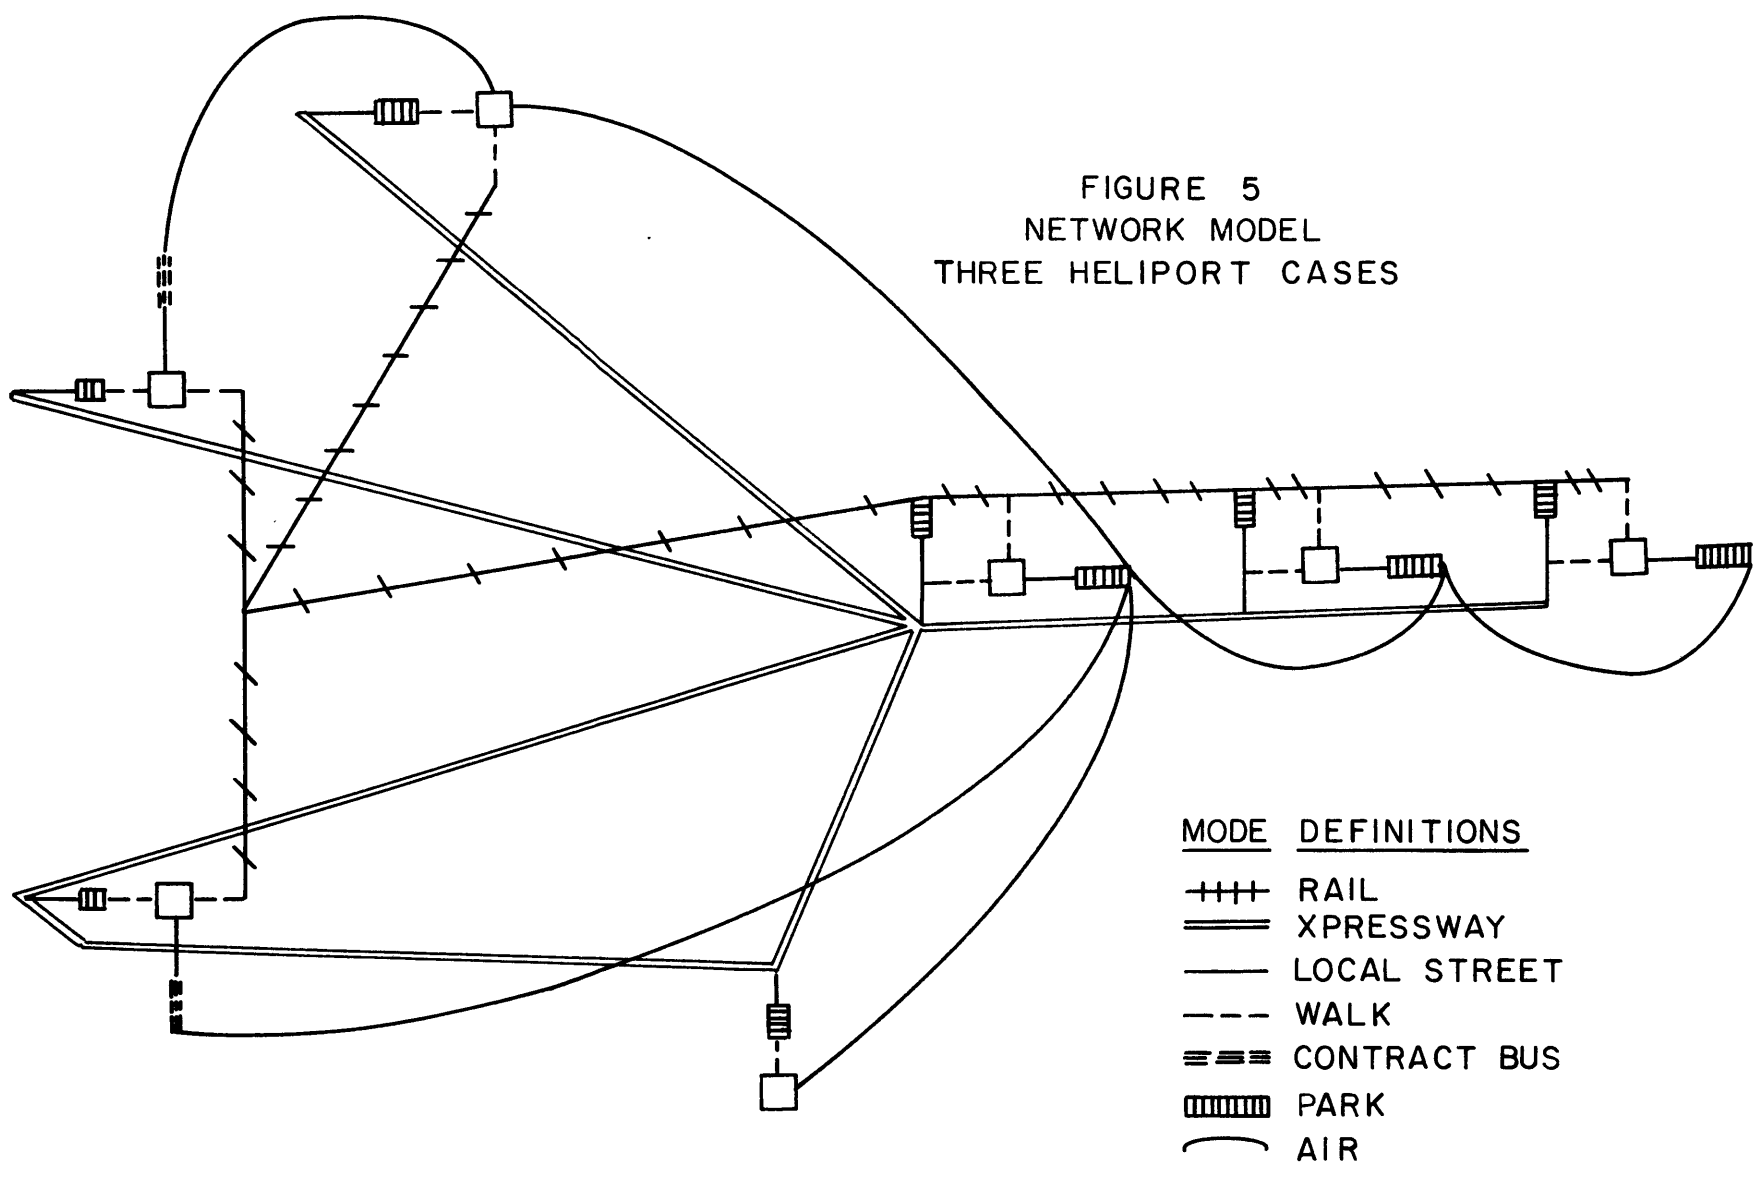 FIGURE 5
NETWORK MODEL
THREE HELIPORT CASES
MODE DEFINITIONS
RAIL
XPRESSWAY
LOCAL STREET
WALK
CONTRACT BUS
PARK
AIR